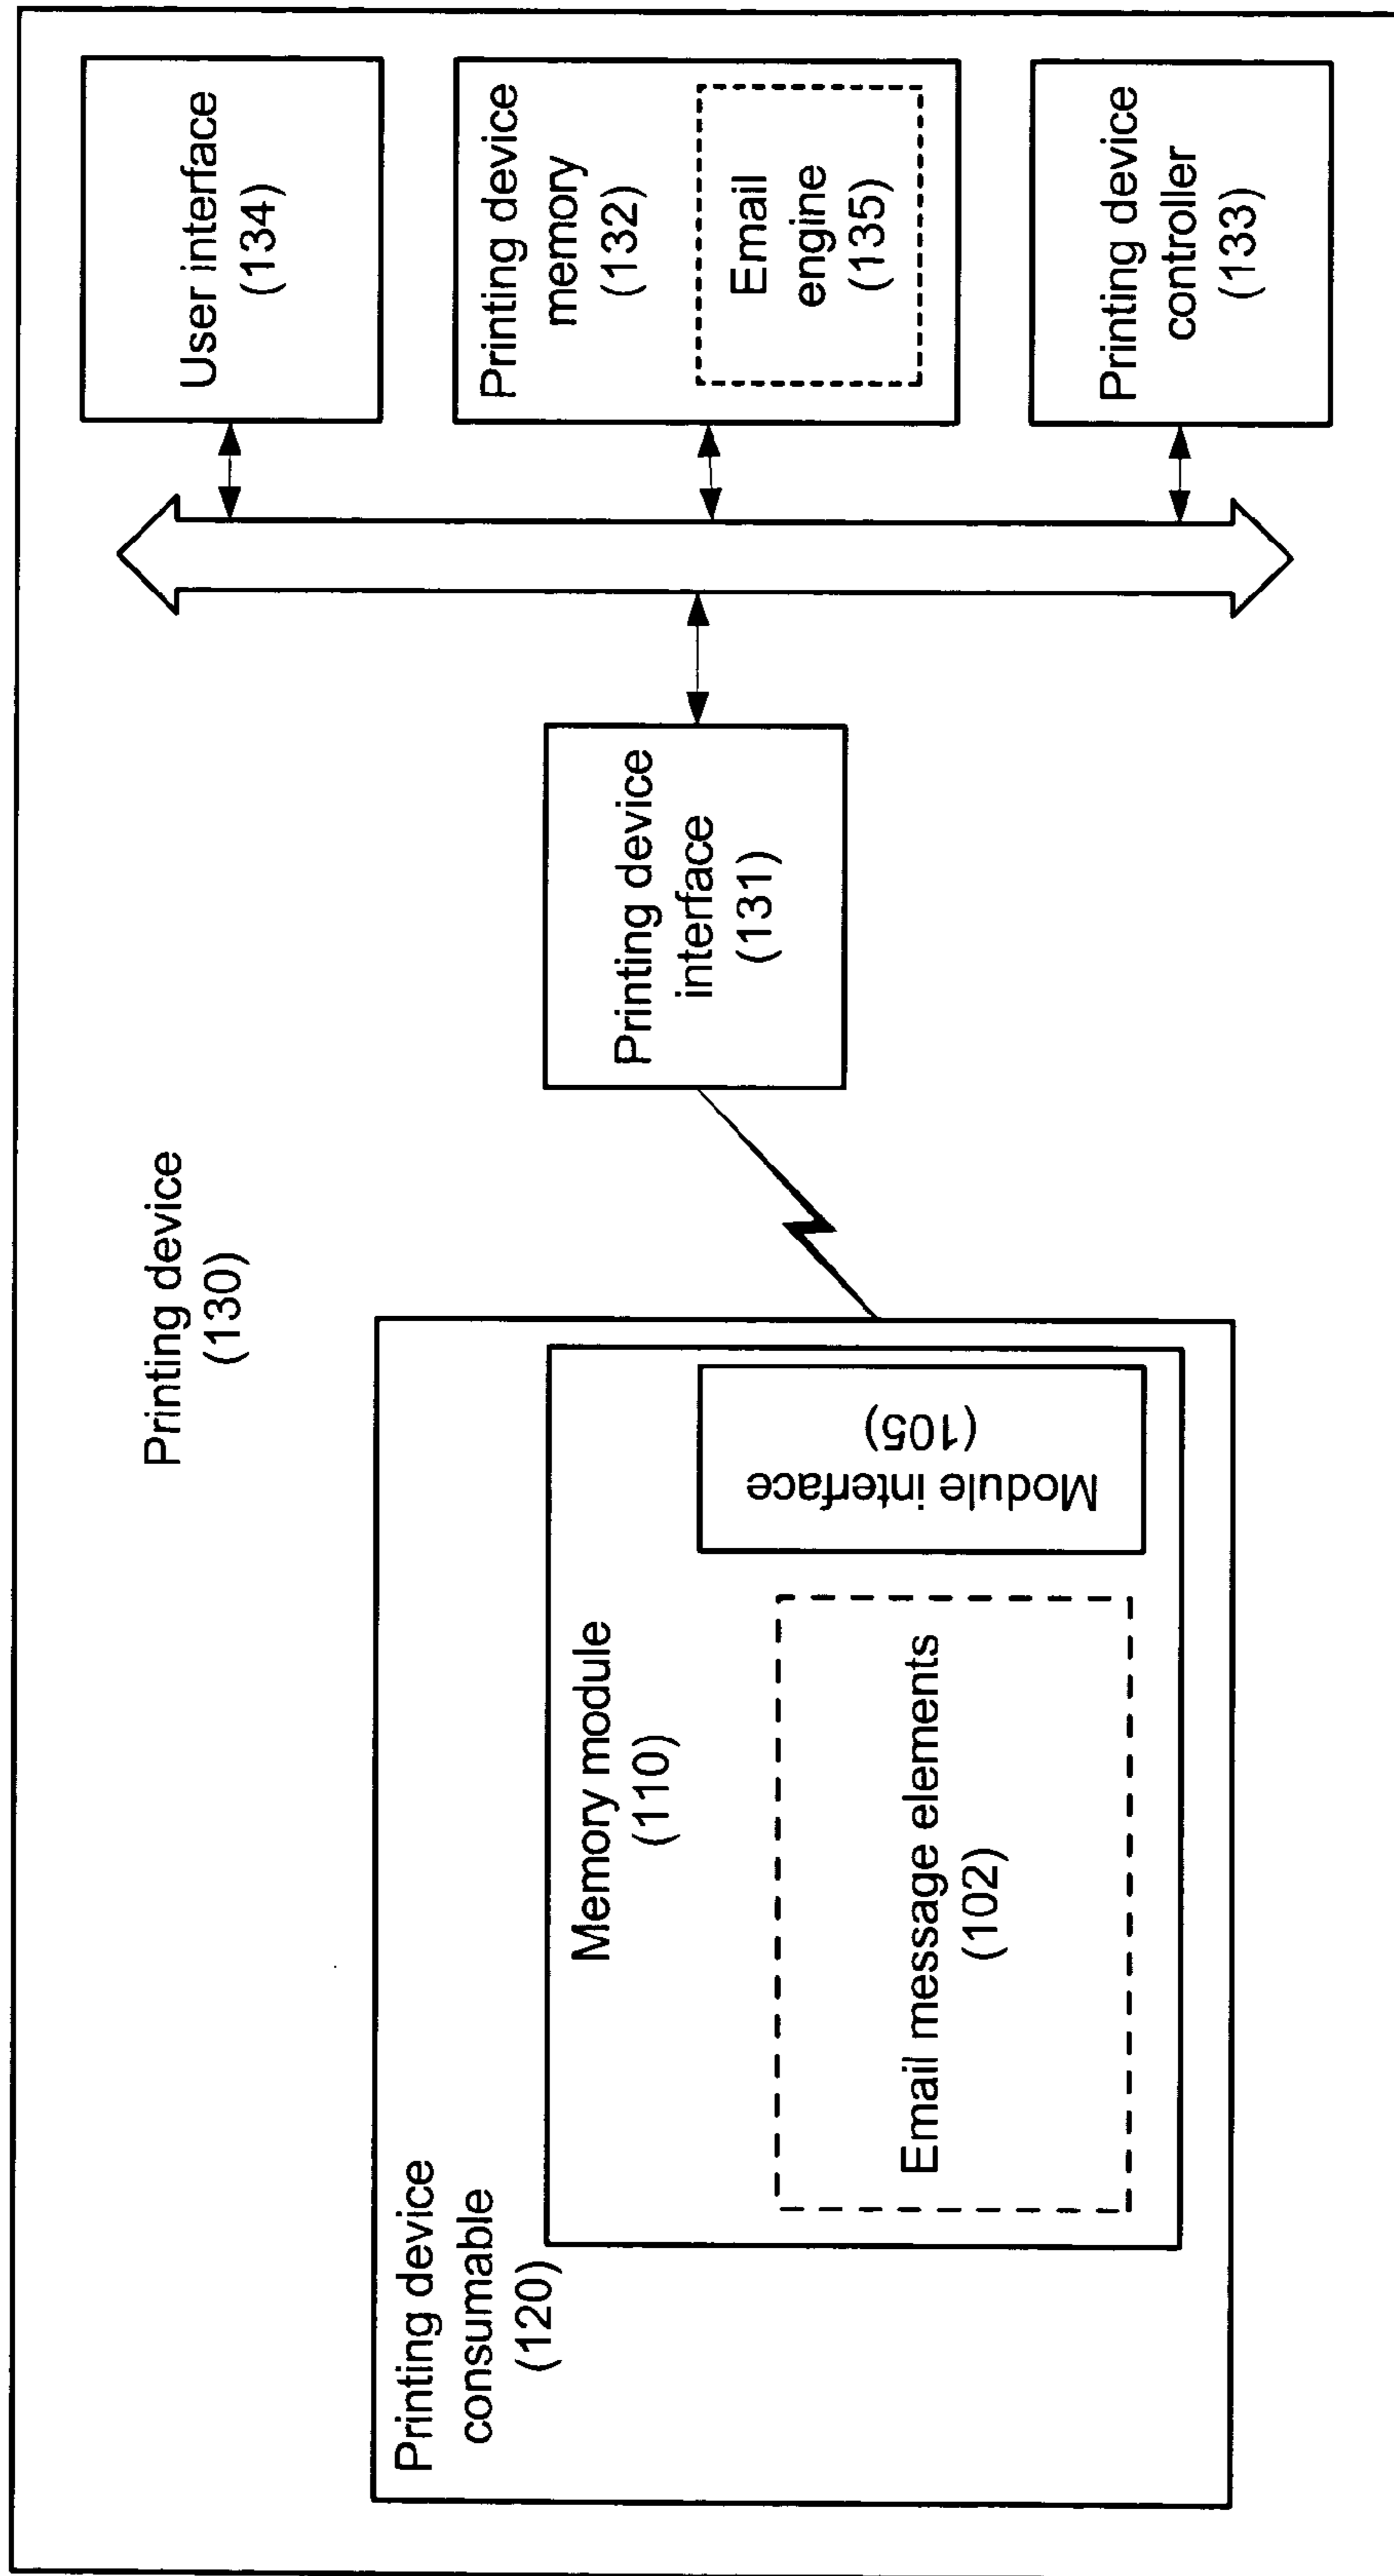 Printing device
(130)
Printing device
consumable
(120)
Memory module
(110)
Email message elements
(102)
Module interface
(105)
Printing device
interface
(131)
User interface
(134)
Printing device
memory
(132)
Email
engine
(135)
Printing device
controller
(133)